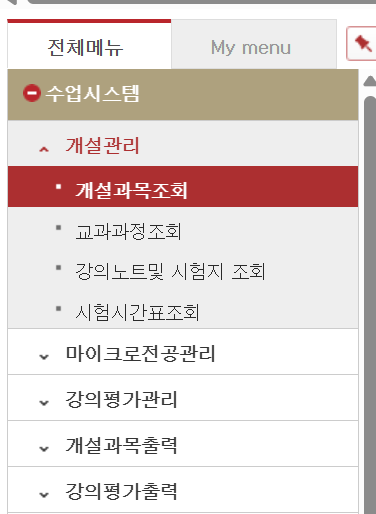 전체메뉴 My menu
수업시스템
개설관리
개설과목조회
교과과정조회
강의노트및 시험지 조회
시험시간표조회
마이크로전공관리
강의평가관리
개설과목출력
강의평가출력